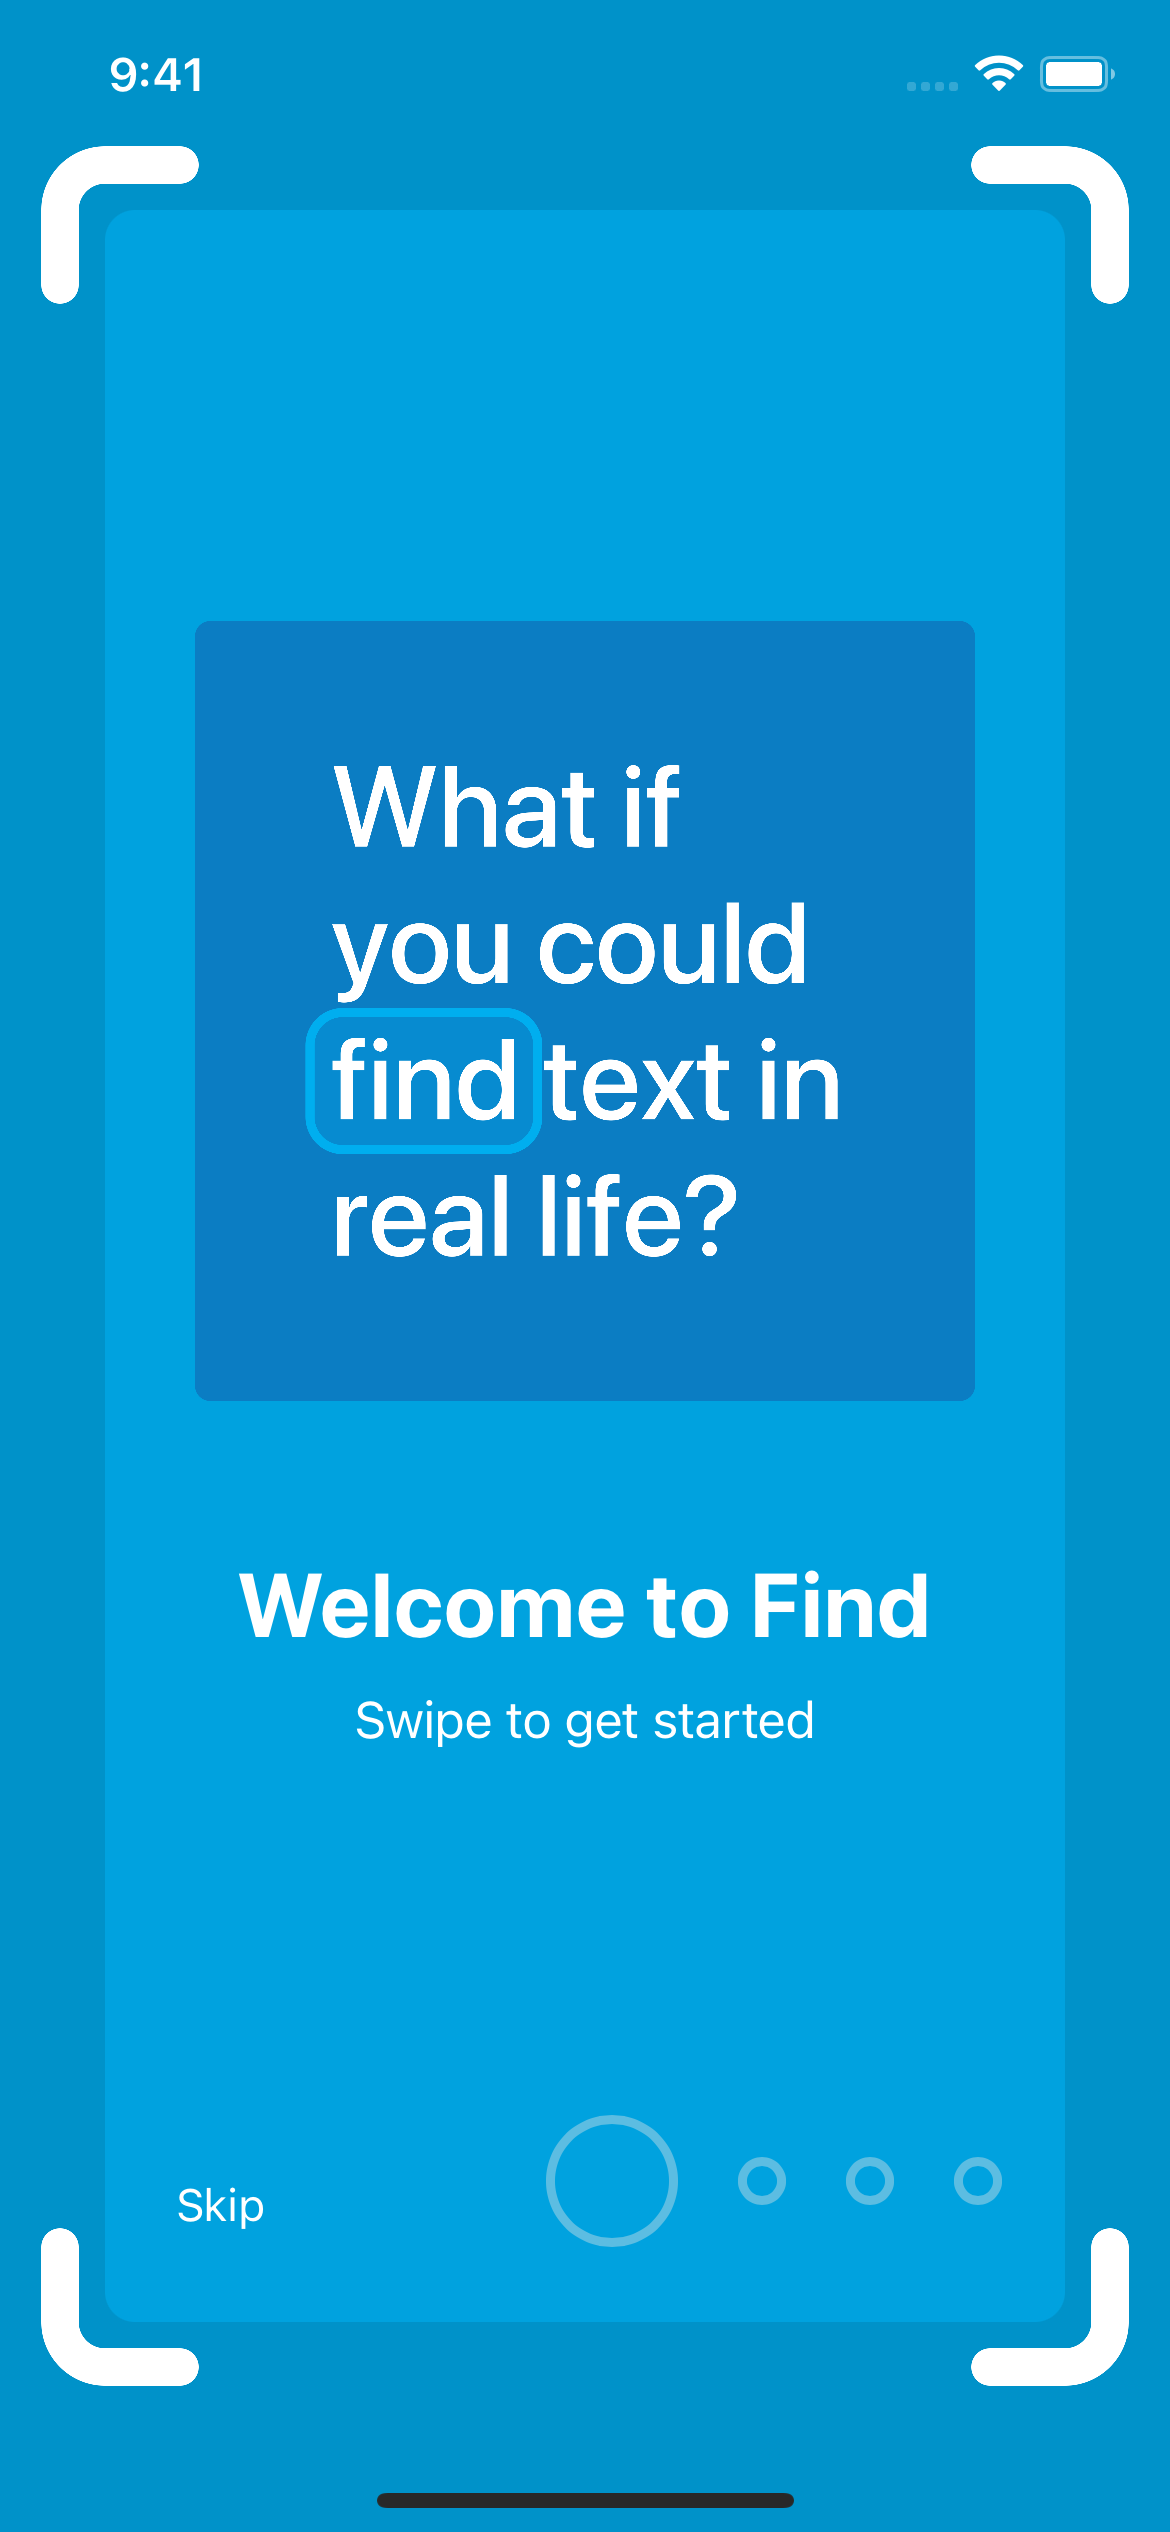 9:41
What if
you could
find text in
real life?
Welcome to Find
Swipe to get started
Skip